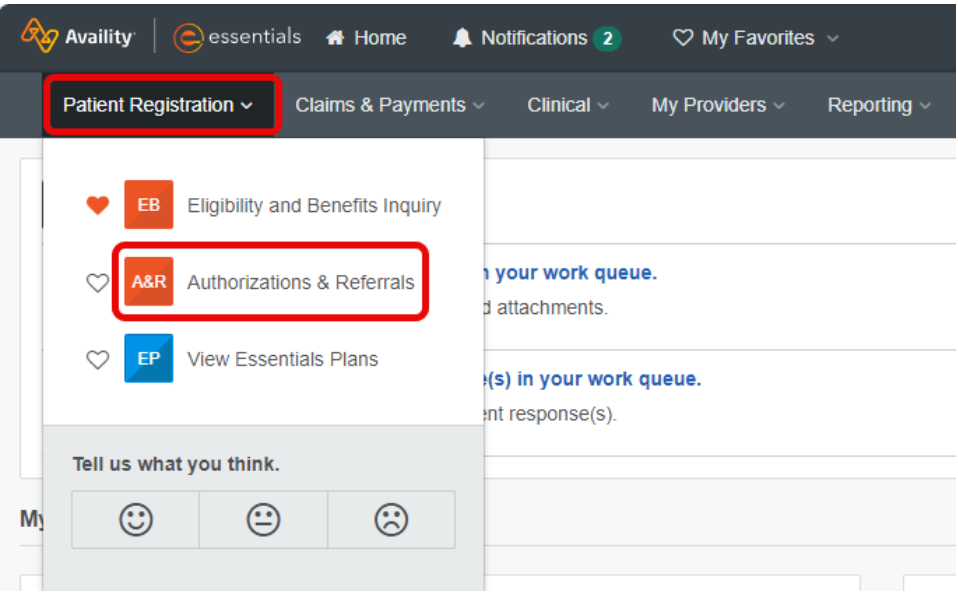 Availity essentials Home Notifications 2 My Favorites
Patient Registration Claims & Payments Clinical My Providers Reporting
EB Eligibility and Benefits Inquiry
A&R Authorizations & Referrals
your work queue.
attachments.
EP View Essentials Plans
(s) in your work queue.
response(s).
Tell us what you think.
My